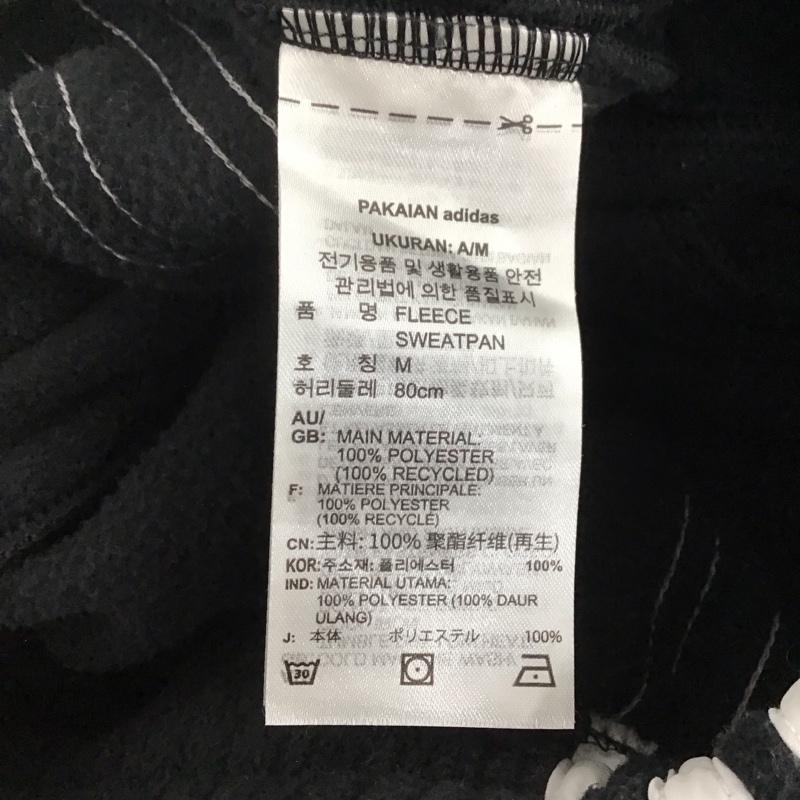 PAKAIAN adidas
UKURAN: A/M
전기용품 및 생활용품 안전
관리법에 의한 품질표시
품 명 FLEECE
SWEATPAN
호 칭 M
허리둘레 80cm
AU/
GB: MAIN MATERIAL:
100% POLYESTER
(100% RECYCLED)
F: MATIERE PRINCIPALE:
100% POLYESTER
(100% RECYCLÉ)
CN: 主料: 100% 聚酯纤维(再生)
KOR: 주소재: 폴리에스터 100%
IND: MATERIAL UTAMA:
100% POLYESTER (100% DAUR
ULANG)
J: 本体 ポリエステル 100%
30